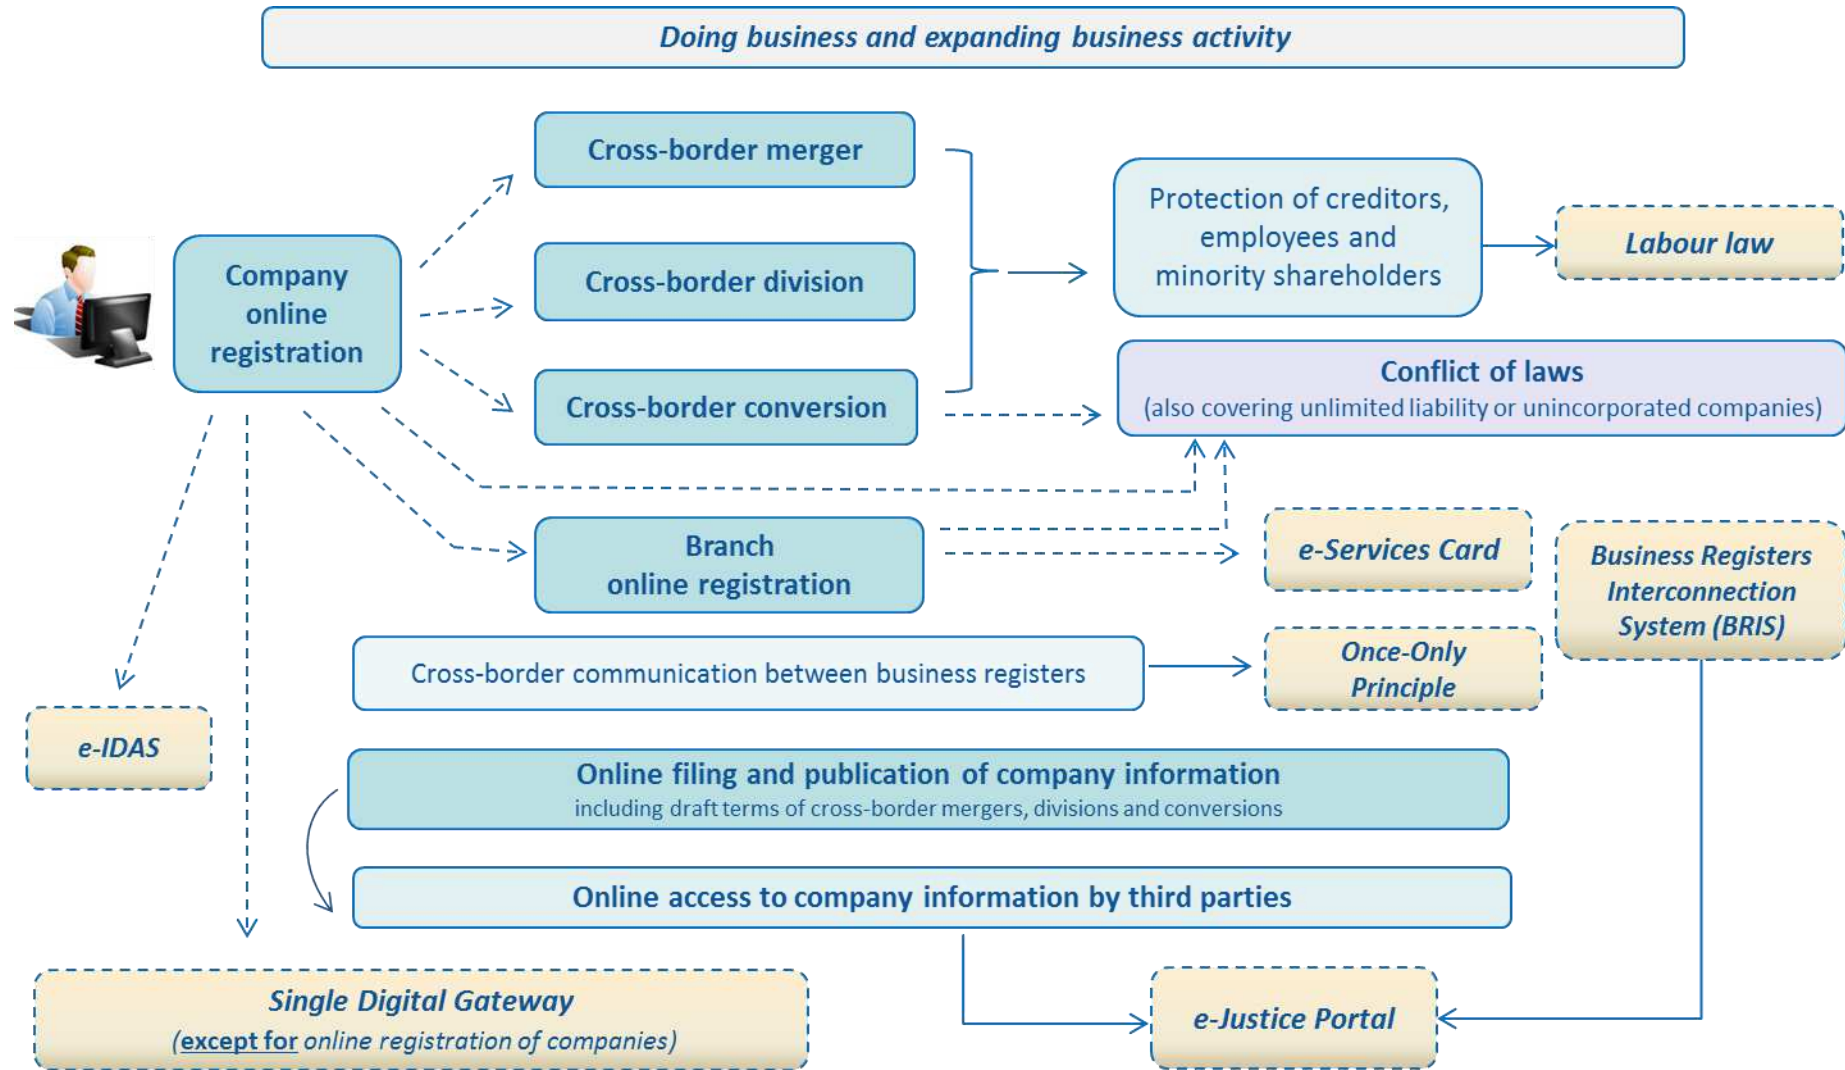 Doing business and expanding business activity
Cross-border merger
Protection of creditors,
employees and
minority shareholders
Labour law
Company
online
registration
Cross-border division
Conflict of laws
(also covering unlimited liability or unincorporated companies)
Cross-border conversion
Branch
online registration
e-Services Card
Business Registers
Interconnection
System (BRIS)
Cross-border communication between business registers
Once-Only
Principle
e-IDAS
Online filing and publication of company information
including draft terms of cross-border mergers, divisions and conversions
Online access to company information by third parties
Single Digital Gateway
(except for online registration of companies)
e-Justice Portal